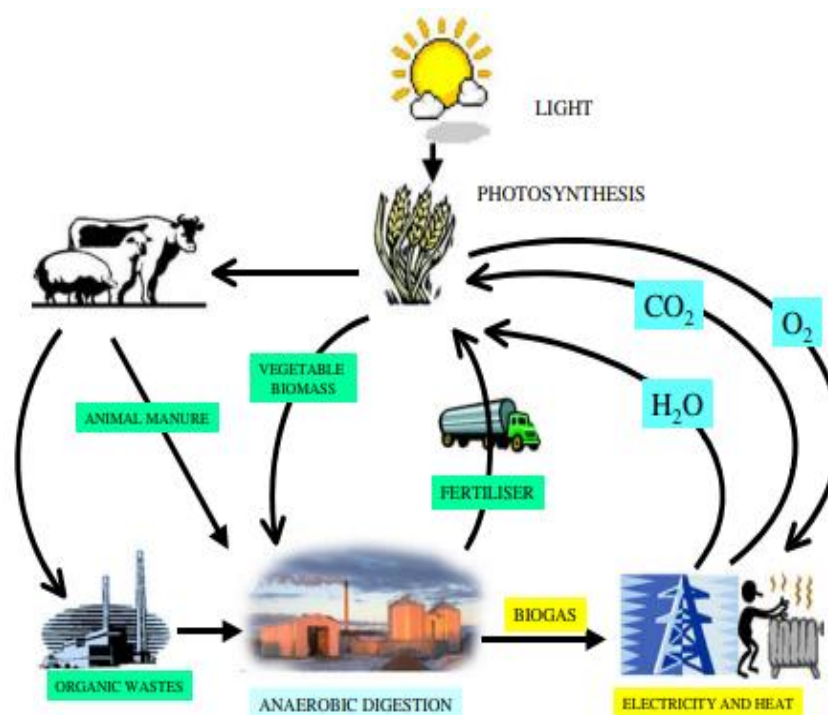 LIGHT
PHOTOSYNTHESIS
CO₂
O₂
VEGETABLE
BIOMASS
H₂O
ANIMAL MANURE
FERTILISER
BIOGAS
ORGANIC WASTES
ANAEROBIC DIGESTION
ELECTRICITY AND HEAT